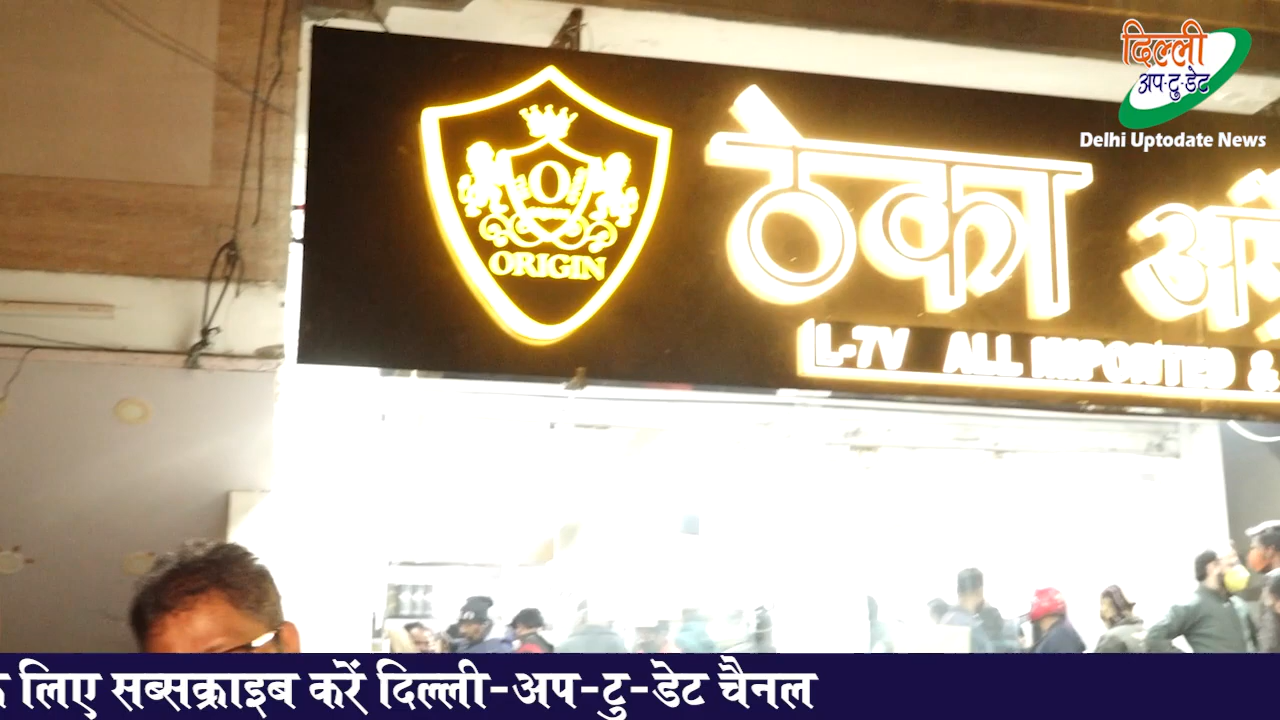 दिल्ली
अप-टु-डेट
Delhi Uptodate News
O
ORIGIN
ठेका
L-7V ALL IMPORTED &
लिए सब्सक्राइब करें दिल्ली-अप-टु-डेट चैनल